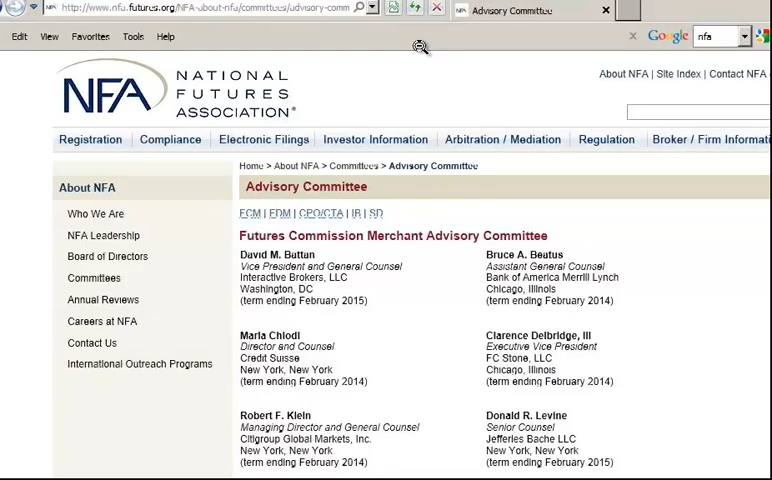 http://www.nfa.futures.org/NFA-about-nfa/committees/advisory-comm
Advisory Committee
Edit View Favorites Tools Help
Google nfa
NFA NATIONAL FUTURES ASSOCIATION®
About NFA | Site Index | Contact NFA
Registration Compliance Electronic Filings Investor Information Arbitration / Mediation Regulation Broker / Firm Informati
Home > About NFA > Committees > Advisory Committee
About NFA
Who We Are
NFA Leadership
Board of Directors
Committees
Annual Reviews
Careers at NFA
Contact Us
International Outreach Programs
Advisory Committee
FCM | FDM | CPO/CTA | IB | SD
Futures Commission Merchant Advisory Committee
David M. Battan
Vice President and General Counsel
Interactive Brokers, LLC
Washington, DC
(term ending February 2015)
Bruce A. Beatus
Assistant General Counsel
Bank of America Merrill Lynch
Chicago, Illinois
(term ending February 2014)
Maria Chiodi
Director and Counsel
Credit Suisse
New York, New York
(term ending February 2014)
Clarence Delbridge, III
Executive Vice President
FC Stone, LLC
Chicago, Illinois
(term ending February 2014)
Robert F. Klein
Managing Director and General Counsel
Citigroup Global Markets, Inc.
New York, New York
(term ending February 2014)
Donald R. Levine
Senior Counsel
Jefferies Bache LLC
New York, New York
(term ending February 2015)